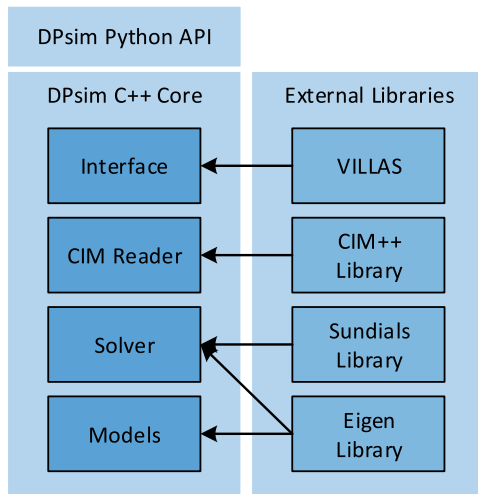 DPsim Python API
DPsim C++ Core
Interface
CIM Reader
Solver
Models
External Libraries
VILLAS
CIM++
Library
Sundials
Library
Eigen
Library